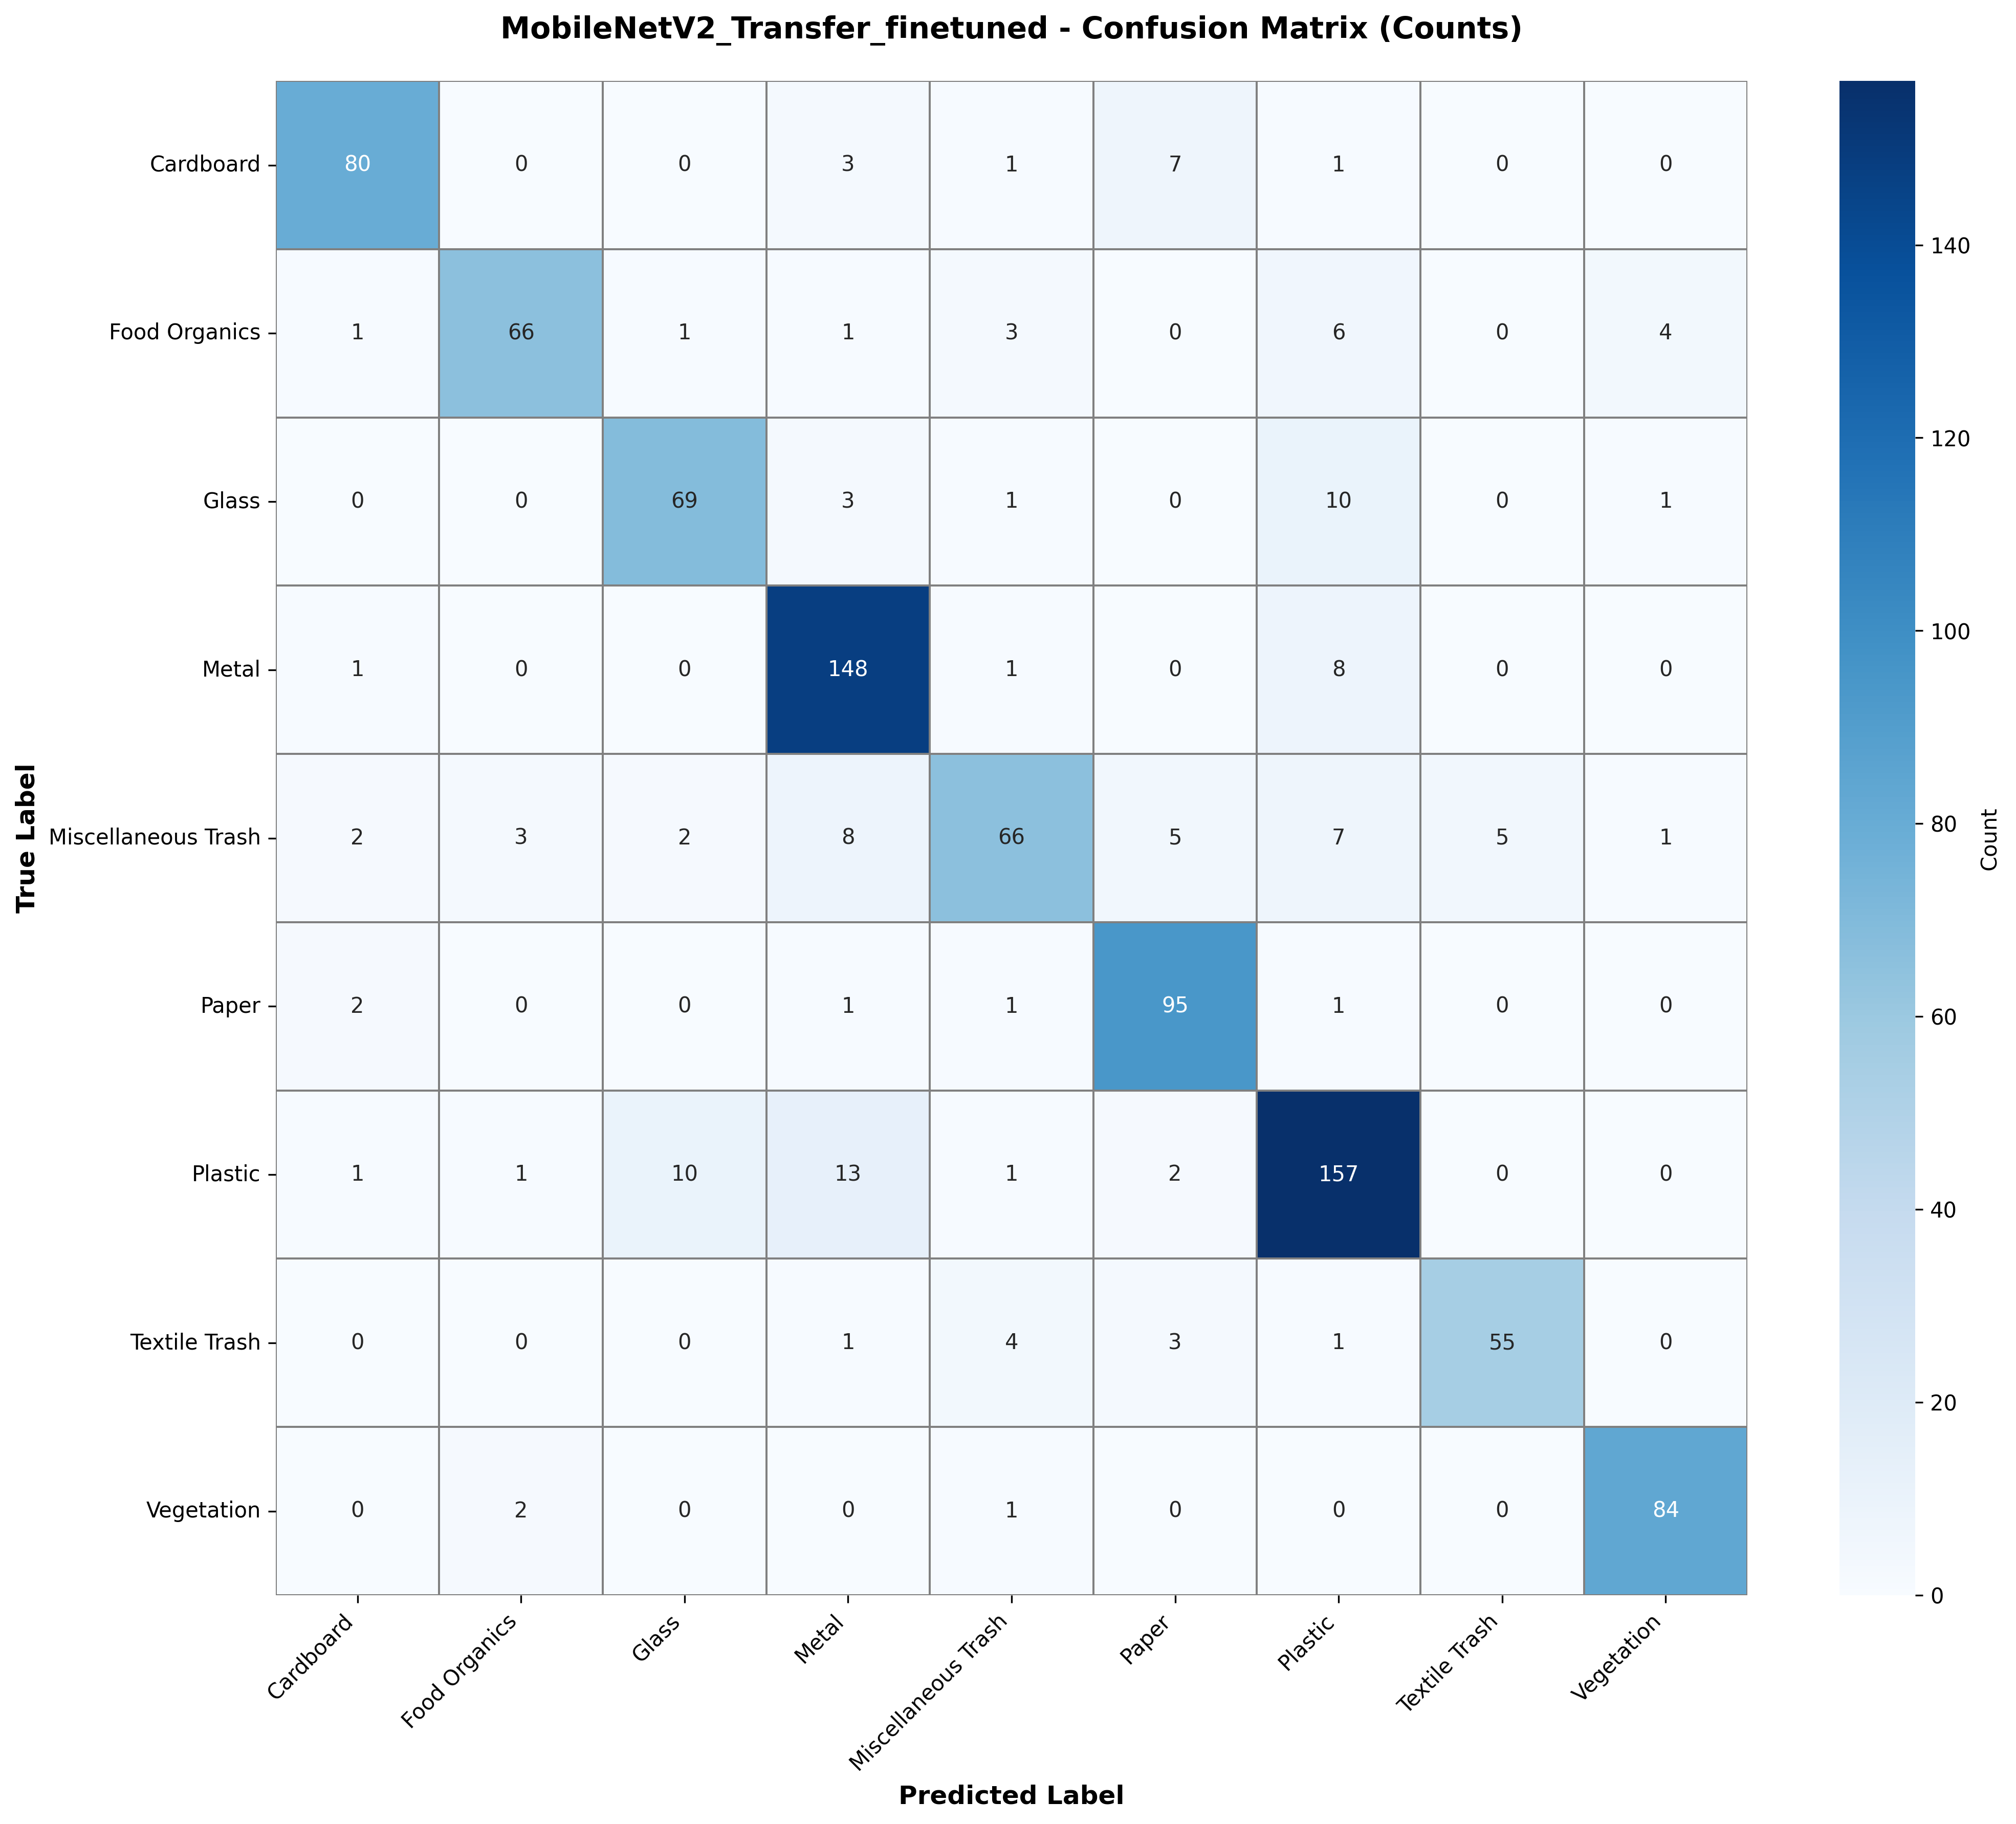 MobileNetV2_Transfer_finetuned - Confusion Matrix (Counts)
True Label
Cardboard 80 0 0 3 1 7 1 0 0
Food Organics 1 66 1 1 3 0 6 0 4
Glass 0 0 69 3 1 0 10 0 1
Metal 1 0 0 148 1 0 8 0 0
Miscellaneous Trash 2 3 2 8 66 5 7 5 1
Paper 2 0 0 1 1 95 1 0 0
Plastic 1 1 10 13 1 2 157 0 0
Textile Trash 0 0 0 1 4 3 1 55 0
Vegetation 0 2 0 0 1 0 0 0 84
Cardboard Food Organics Glass Metal Miscellaneous Trash Paper Plastic Textile Trash Vegetation
Predicted Label
140
120
100
80
60
40
20
0
Count